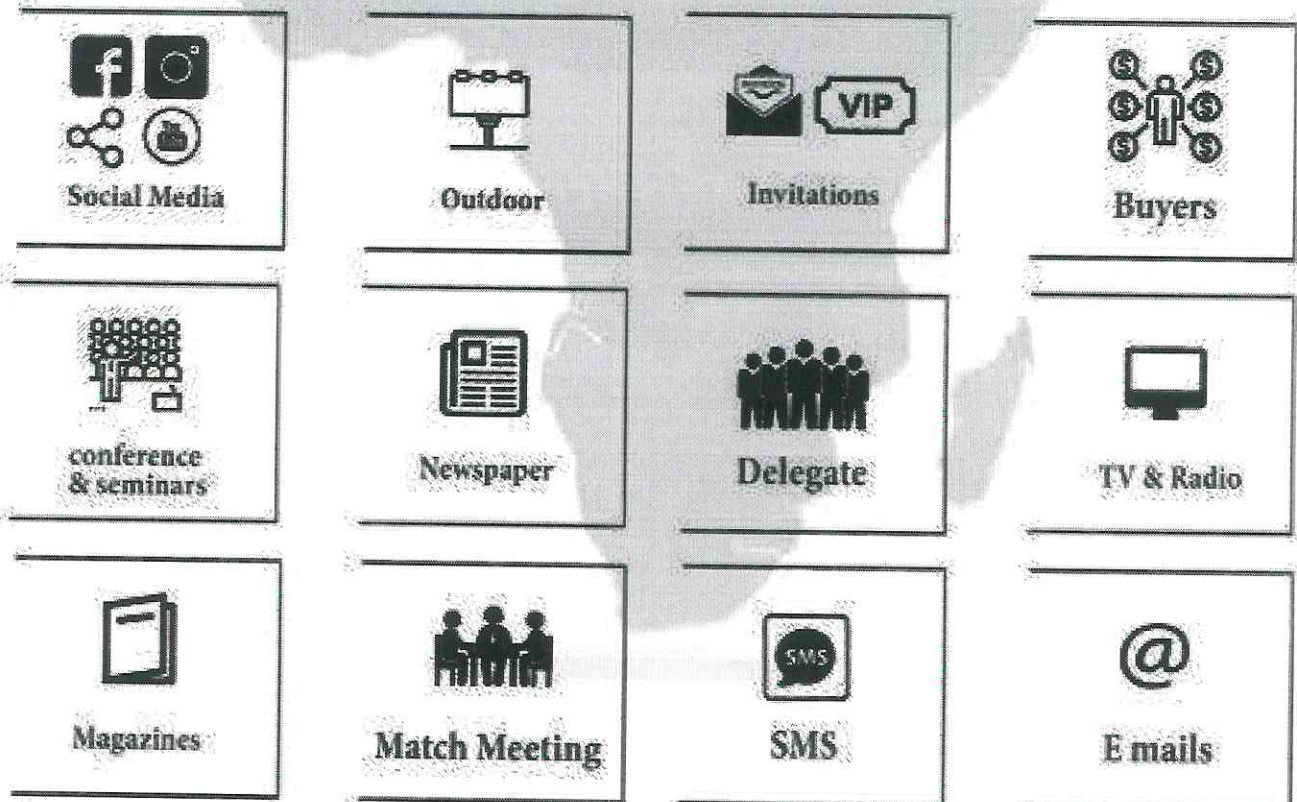 VIP
Social Media
Outdoor
Invitations
Buyers
conference
& seminars
Newspaper
Delegate
TV & Radio
Magazines
Match Meeting
SMS
SMS
@
E mails